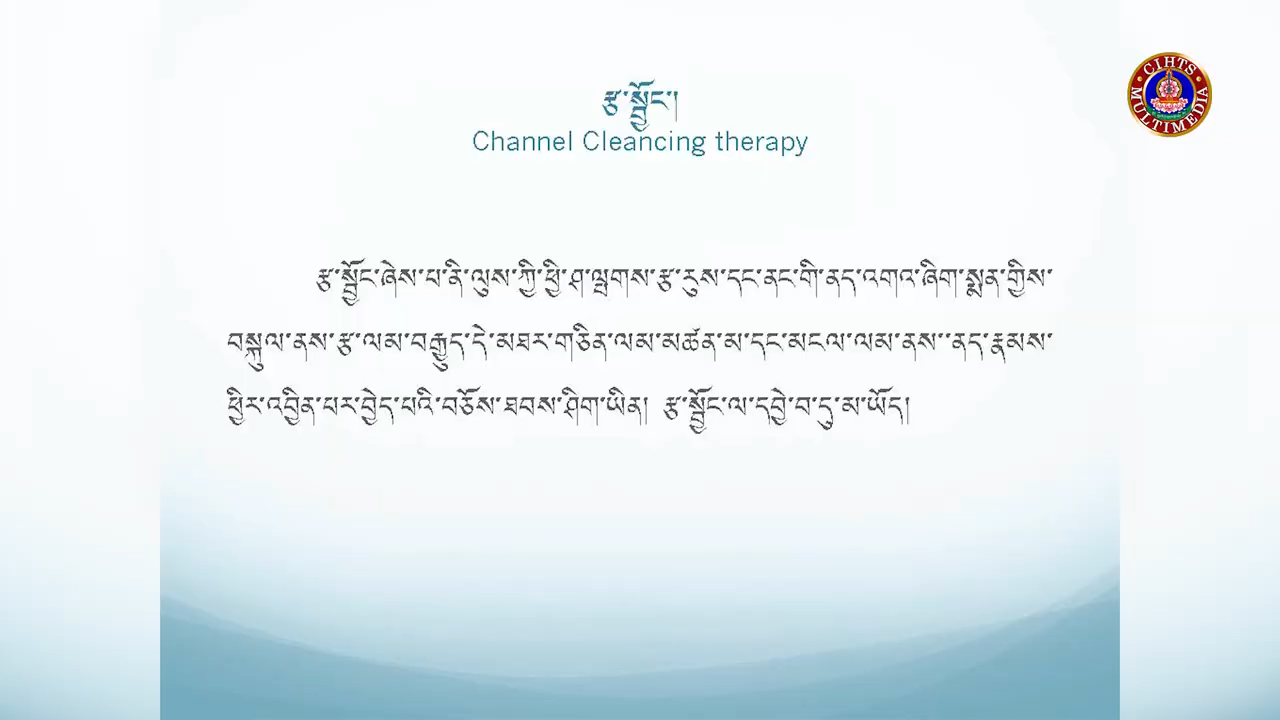 རྩ་སྦྱོང་།
Channel Cleancing therapy
CIHTS MULTIMEDIA
རྩ་སྦྱོང་ཞེས་པ་ནི་ལུས་ཀྱི་ཕྱི་ཤ་ལྤགས་རྩ་རུས་དང་ནང་གི་ནད་འགའ་ཞིག་སྨན་གྱིས་
བསྐུལ་ནས་རྩ་ལམ་བརྒྱུད་དེ་མཐར་གཅིན་ལམ་མཚན་མ་དང་མངལ་ལམ་ནས་་ནད་རྣམས་
ཕྱིར་འབྱིན་པར་བྱེད་པའི་བཅོས་ཐབས་ཤིག་ཡིན། རྩ་སྦྱོང་ལ་དབྱེ་བ་དུ་མ་ཡོད།